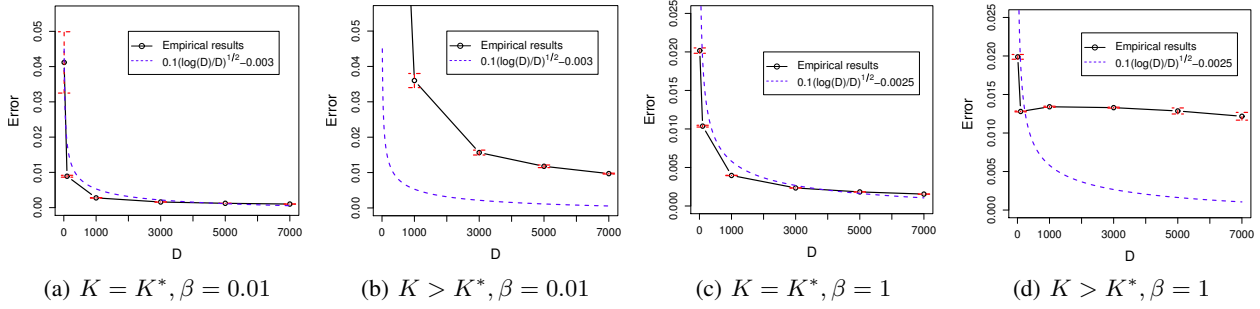 Error
0.00 0.01 0.02 0.03 0.04 0.05
0 1000 3000 5000 7000
D
Empirical results
0.1(log(D)/D)^{1/2}−0.003
(a) K = K*, β = 0.01
Error
0.00 0.01 0.02 0.03 0.04 0.05
0 1000 3000 5000 7000
D
Empirical results
0.1(log(D)/D)^{1/2}−0.003
(b) K > K*, β = 0.01
Error
0.000 0.005 0.010 0.015 0.020 0.025
0 1000 3000 5000 7000
D
Empirical results
0.1(log(D)/D)^{1/2}−0.0025
(c) K = K*, β = 1
Error
0.000 0.005 0.010 0.015 0.020 0.025
0 1000 3000 5000 7000
D
Empirical results
0.1(log(D)/D)^{1/2}−0.0025
(d) K > K*, β = 1